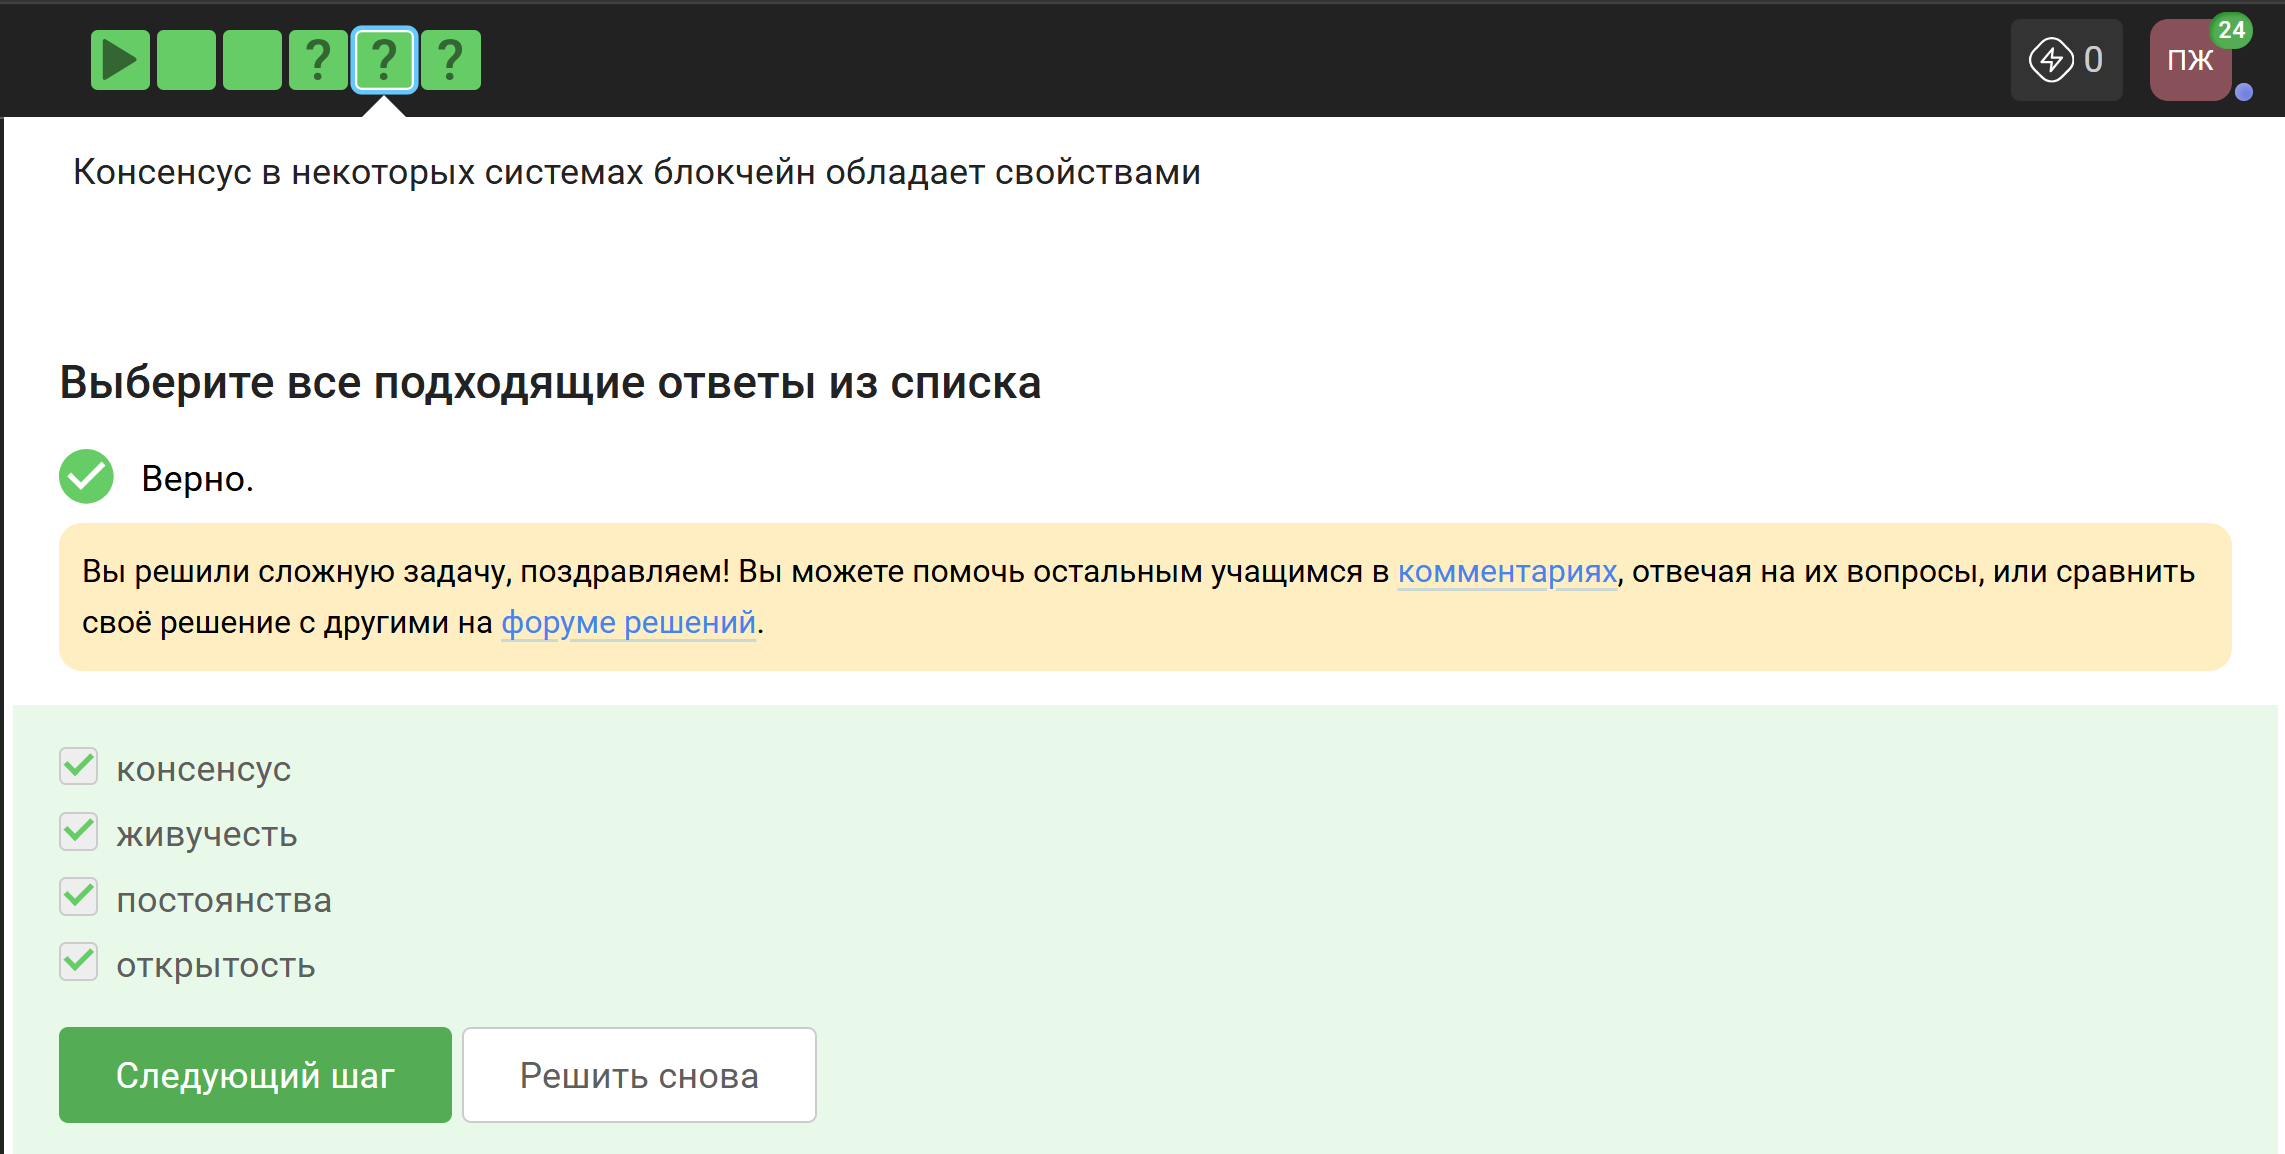 ? ? ?
0
ПЖ
24
Консенсус в некоторых системах блокчейн обладает свойствами
Выберите все подходящие ответы из списка
Верно.
Вы решили сложную задачу, поздравляем! Вы можете помочь остальным учащимся в комментариях, отвечая на их вопросы, или сравнить
своё решение с другими на форуме решений.
консенсус
живучесть
постоянства
открытость
Следующий шаг
Решить снова